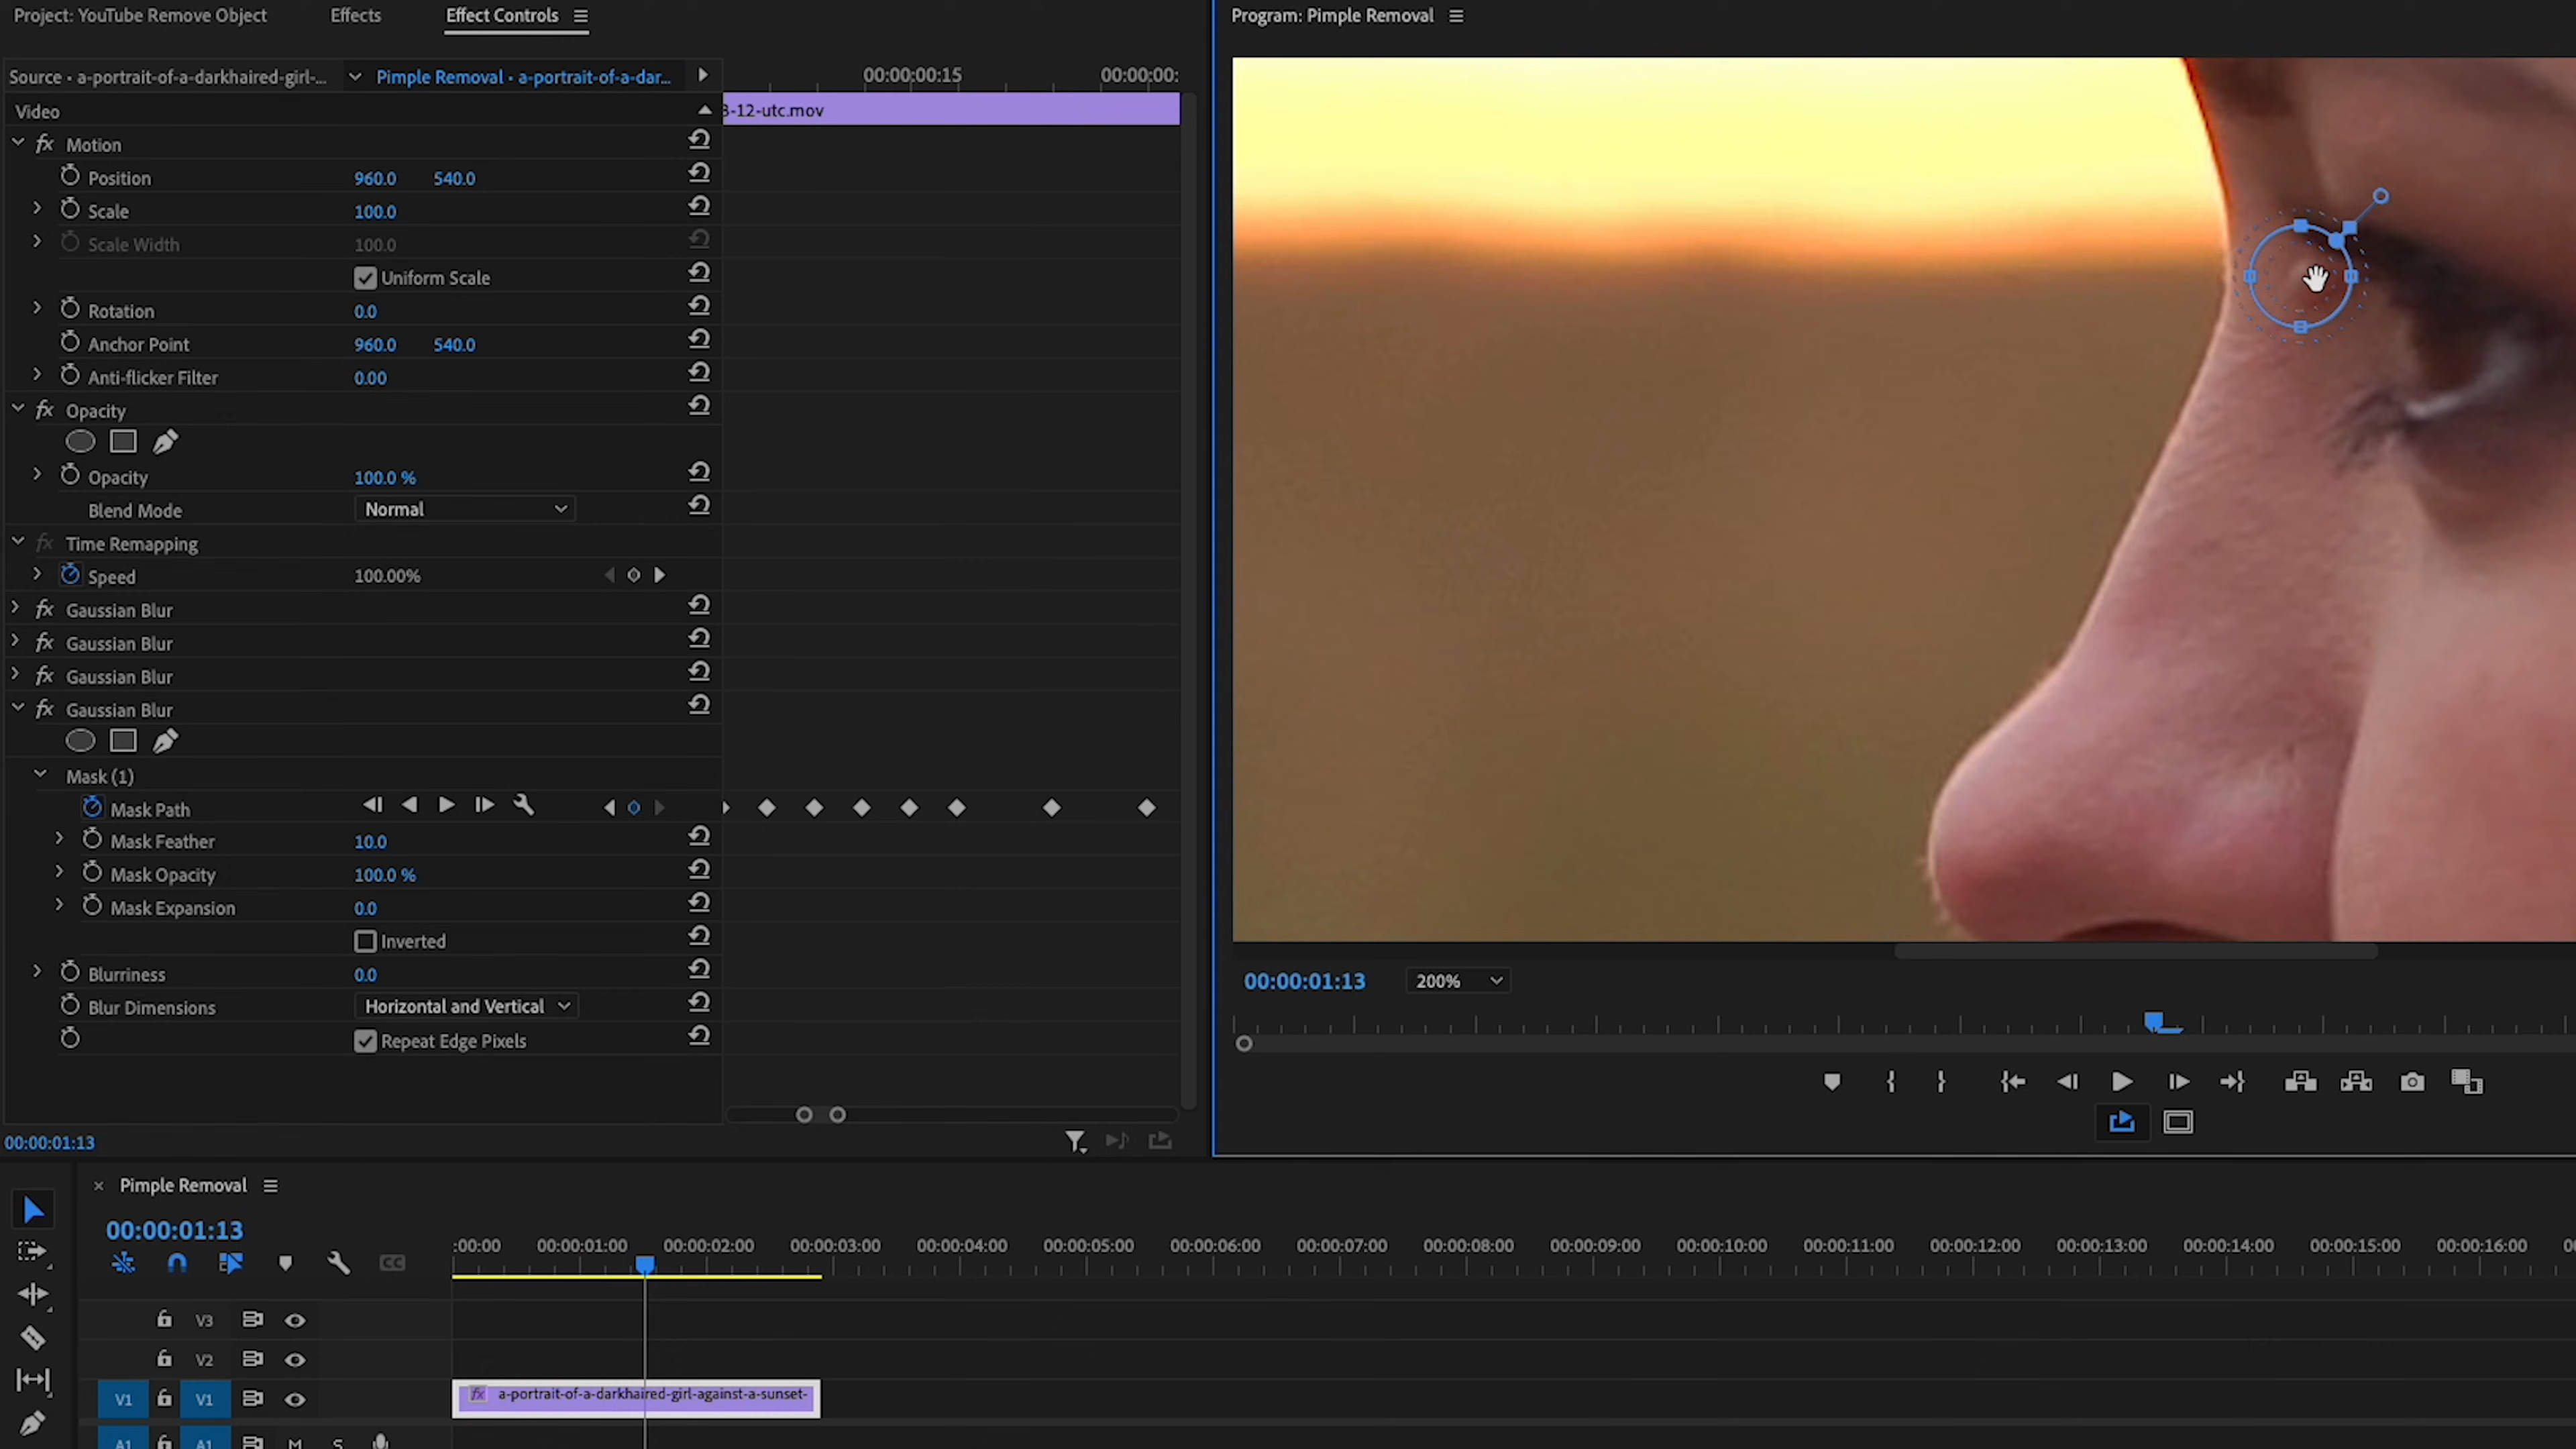 Project: YouTube Remove Object
Effects
Effect Controls
Source · a-portrait-of-a-darkhaired-girl-...
Pimple Removal · a-portrait-of-a-dar...
00:00:00:15
00:00:00:
Video
3-12-utc.mov
fx Motion
Position 960.0 540.0
Scale 100.0
Scale Width 100.0
Uniform Scale
Rotation 0.0
Anchor Point 960.0 540.0
Anti-flicker Filter 0.00
fx Opacity
Opacity 100.0 %
Blend Mode Normal
fx Time Remapping
Speed 100.00%
fx Gaussian Blur
fx Gaussian Blur
fx Gaussian Blur
fx Gaussian Blur
Mask (1)
Mask Path
Mask Feather 10.0
Mask Opacity 100.0 %
Mask Expansion 0.0
Inverted
Blurriness 0.0
Blur Dimensions Horizontal and Vertical
Repeat Edge Pixels
00:00:01:13
Program: Pimple Removal
00:00:01:13
200%
× Pimple Removal
00:00:01:13
CC
:00:00 00:00:01:00 00:00:02:00 00:00:03:00 00:00:04:00 00:00:05:00 00:00:06:00 00:00:07:00 00:00:08:00 00:00:09:00 00:00:10:00 00:00:11:00 00:00:12:00 00:00:13:00 00:00:14:00 00:00:15:00 00:00:16:00
V3
V2
V1 V1
fx a-portrait-of-a-darkhaired-girl-against-a-sunset-
A1 A1 M S